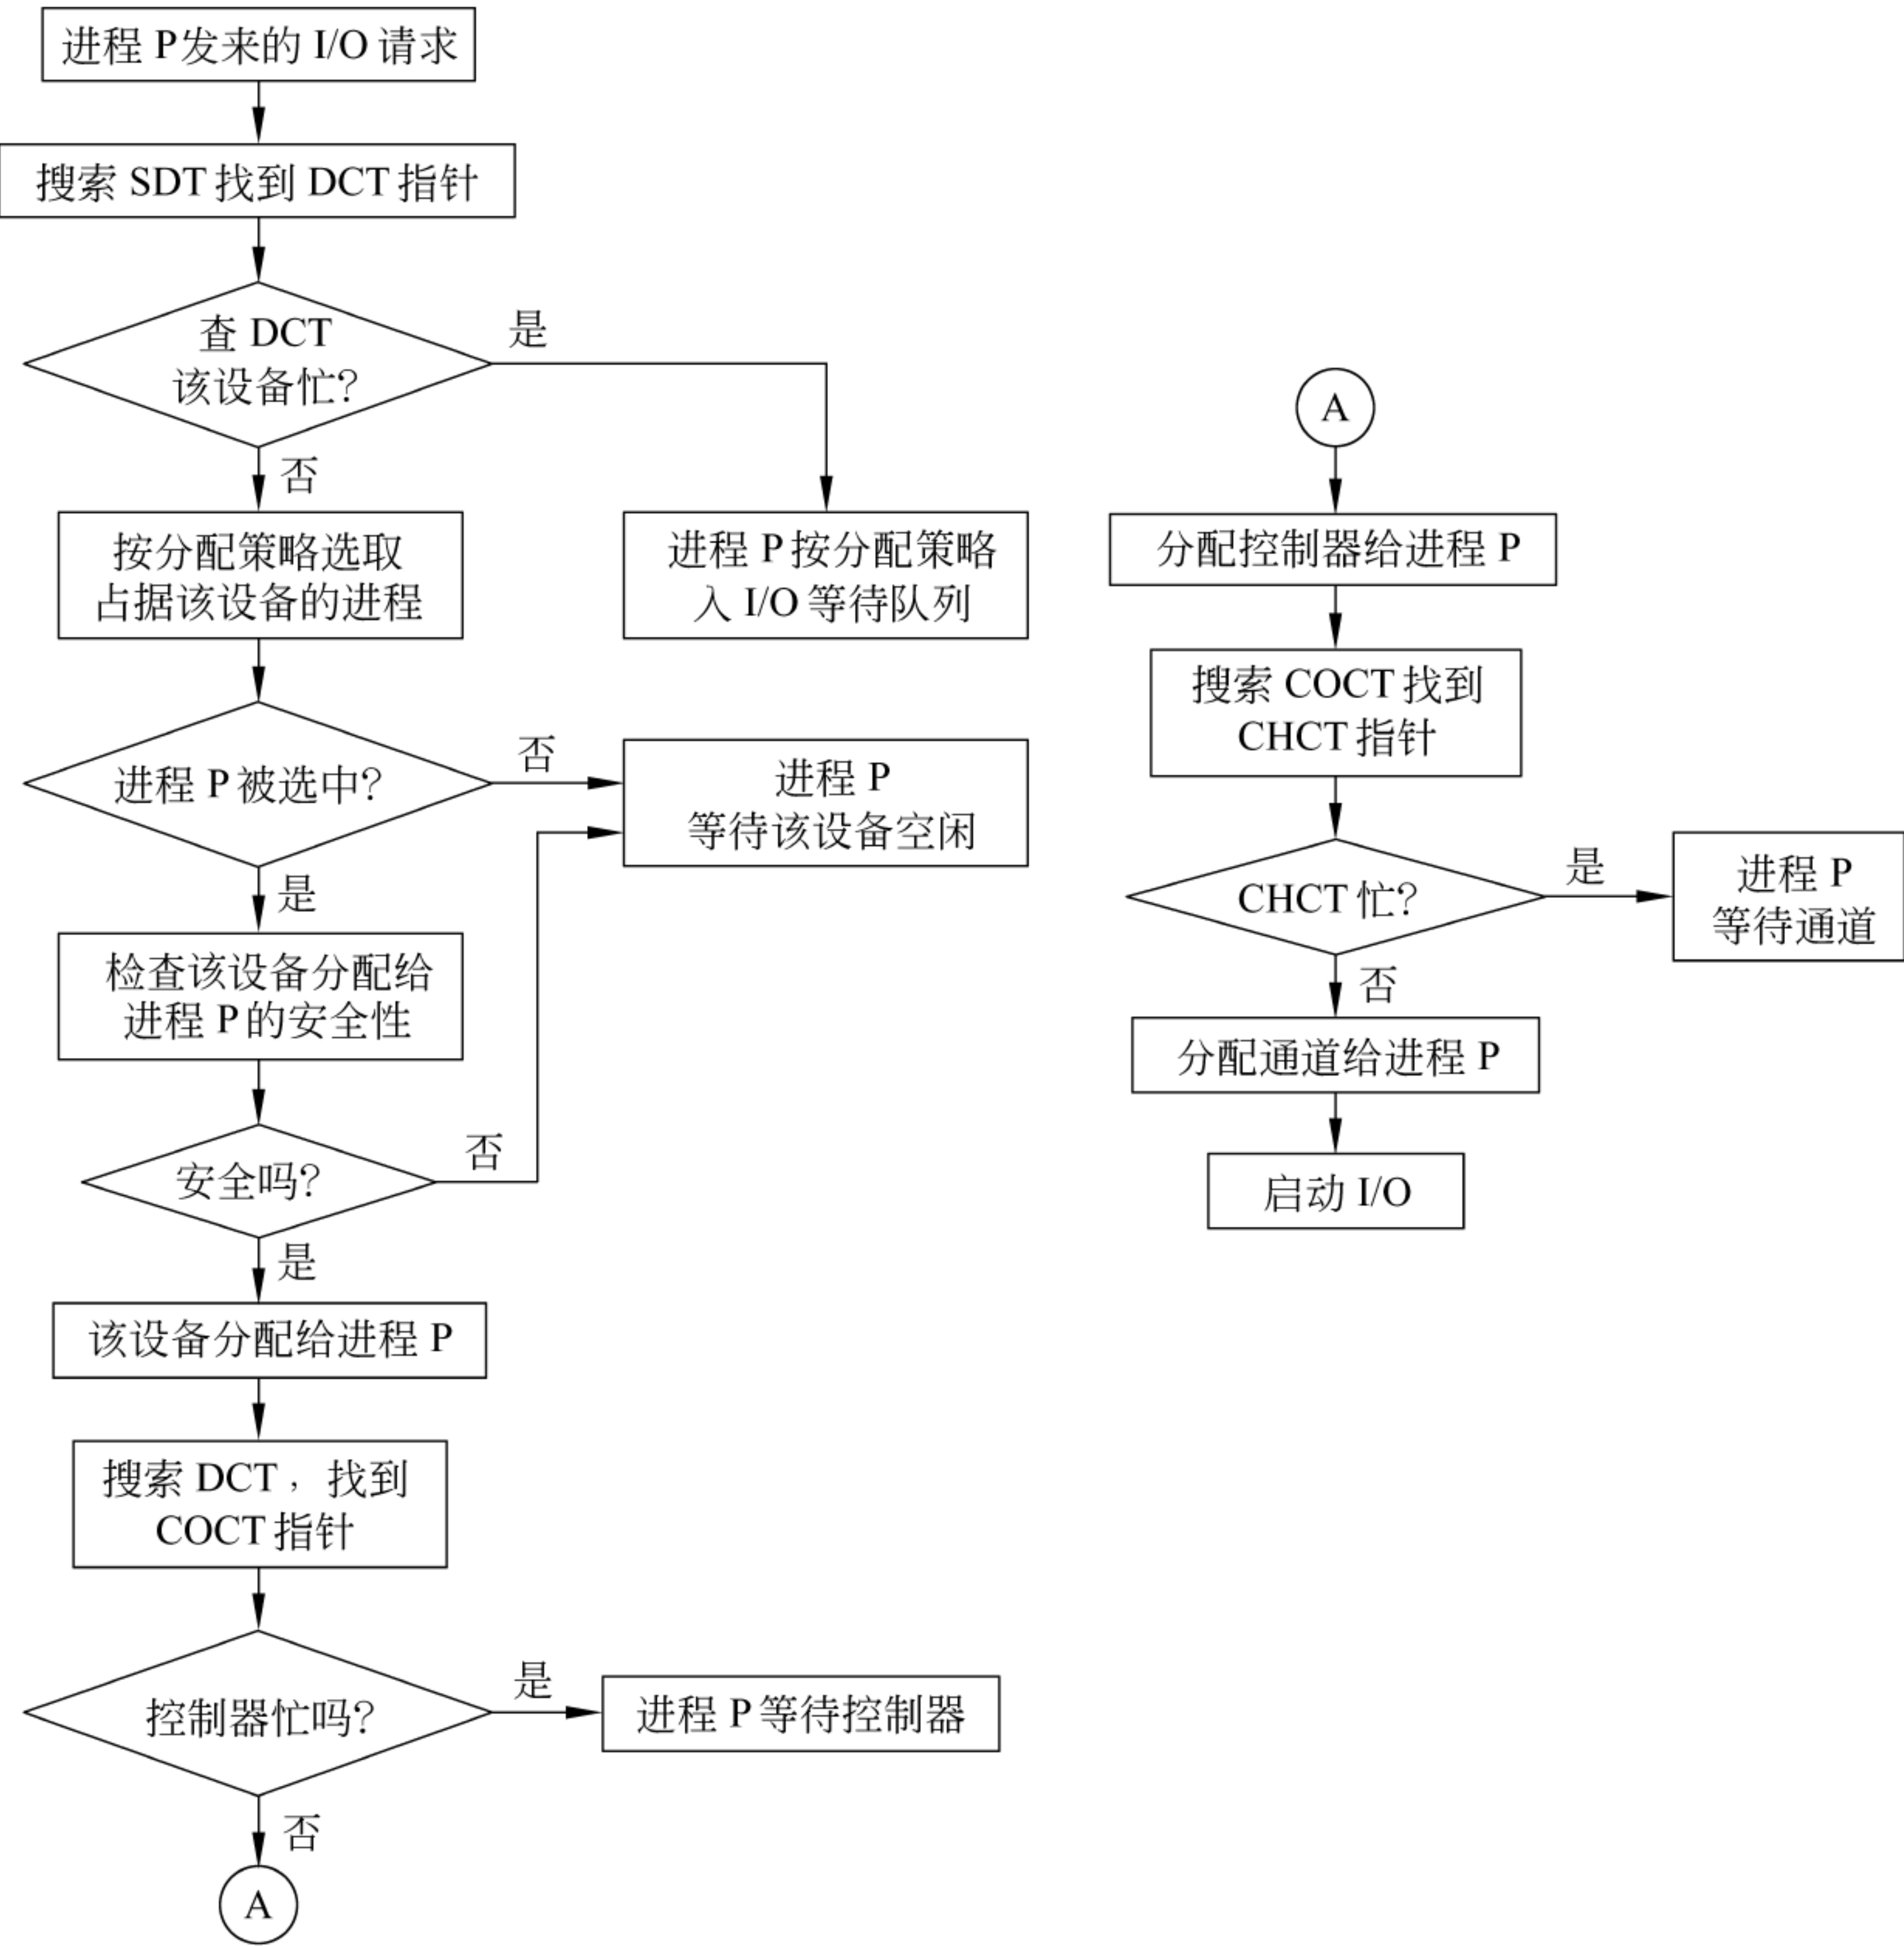 进程 P 发来的 I/O 请求
搜索 SDT 找到 DCT 指针
查 DCT
该设备忙？
是
否
按分配策略选取
占据该设备的进程
进程 P 按分配策略
入 I/O 等待队列
进程 P 被选中？
否
进程 P
等待该设备空闲
是
检查该设备分配给
进程 P 的安全性
安全吗？
否
是
该设备分配给进程 P
搜索 DCT，找到
COCT 指针
控制器忙吗？
是
进程 P 等待控制器
否
A
A
分配控制器给进程 P
搜索 COCT 找到
CHCT 指针
CHCT 忙？
是
进程 P
等待通道
否
分配通道给进程 P
启动 I/O